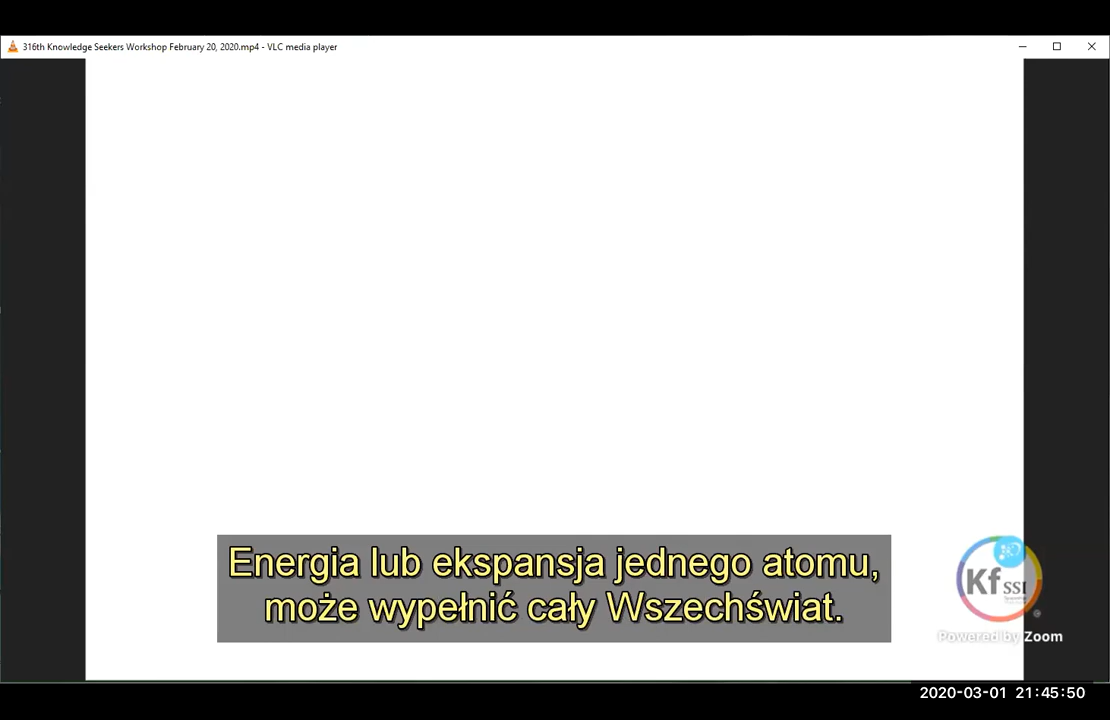 316th Knowledge Seekers Workshop February 20, 2020.mp4 - VLC media player
Energia lub ekspansja jednego atomu,
może wypełnić cały Wszechświat.
Kf SSI
Powered by Zoom
2020-03-01 21:45:50